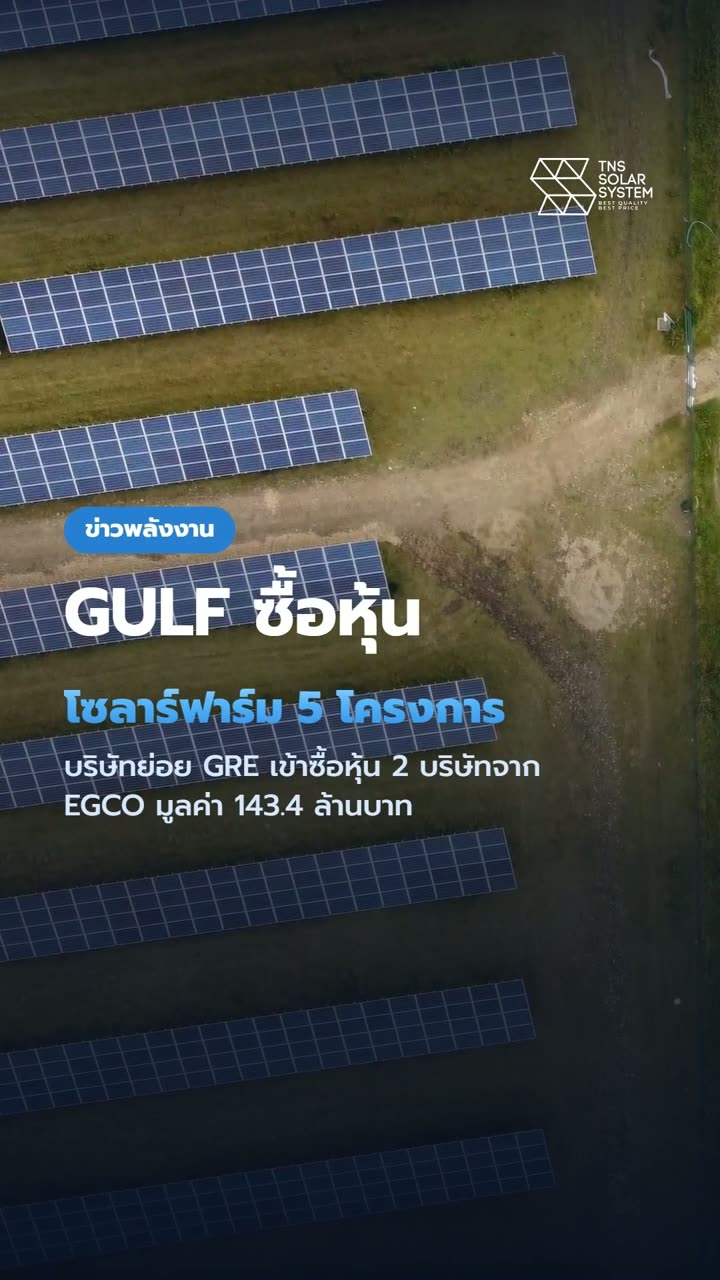 TNS
SOLAR
SYSTEM
BEST QUALITY
BEST PRICE
ข่าวพลังงาน
GULF ซื้อหุ้น
โซลาร์ฟาร์ม 5 โครงการ
บริษัทย่อย GRE เข้าซื้อหุ้น 2 บริษัทจาก
EGCO มูลค่า 143.4 ล้านบาท